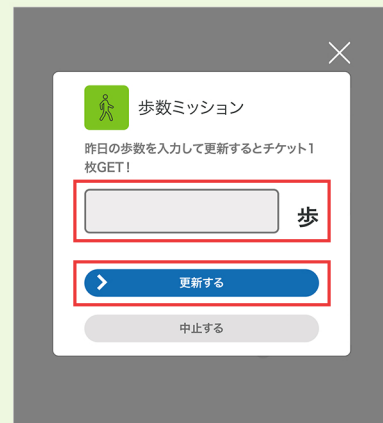 歩数ミッション
昨日の歩数を入力して更新するとチケット1
枚GET!
歩
更新する
中止する